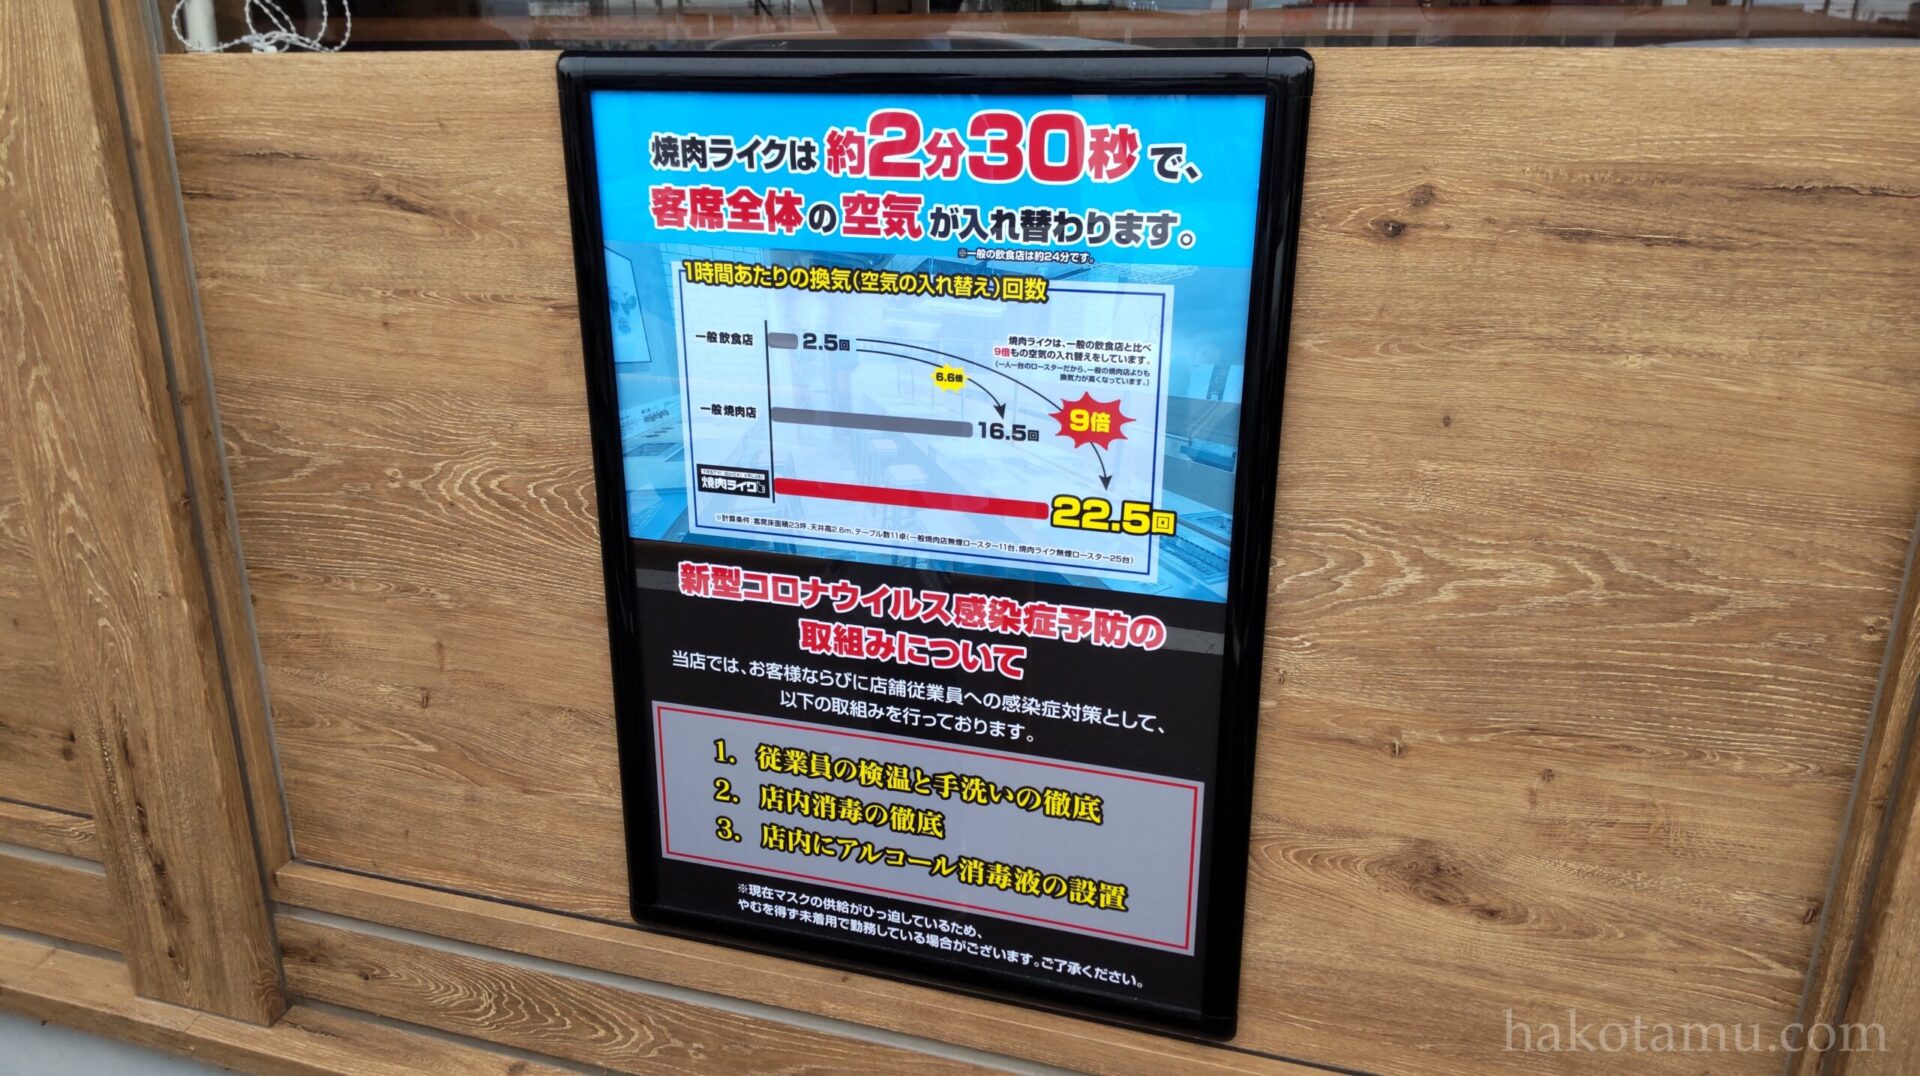 焼肉ライクは約2分30秒で、
客席全体の空気が入れ替わります。
※一般の飲食店は約24分です。
1時間あたりの換気(空気の入れ替え)回数
一般飲食店 2.5回
焼肉ライクは、一般の飲食店と比べ
9倍もの空気の入れ替えをしています。
(一人一台のロースターだから、一般の焼肉店よりも
換気力が高くなっています。)
6.6倍
9倍
一般焼肉店 16.5回
TASTY! QUICK! VALUE!
焼肉ライク 22.5回
※計算条件:客席床面積23坪、天井高2.6m、テーブル数11卓(一般焼肉店無煙ロースター11台、焼肉ライク無煙ロースター25台)
新型コロナウイルス感染症予防の
取組みについて
当店では、お客様ならびに店舗従業員への感染症対策として、
以下の取組みを行っております。
1. 従業員の検温と手洗いの徹底
2. 店内消毒の徹底
3. 店内にアルコール消毒液の設置
※現在マスクの供給がひっ迫しているため、
やむを得ず未着用で勤務している場合がございます。ご了承ください。
hakotamu.com